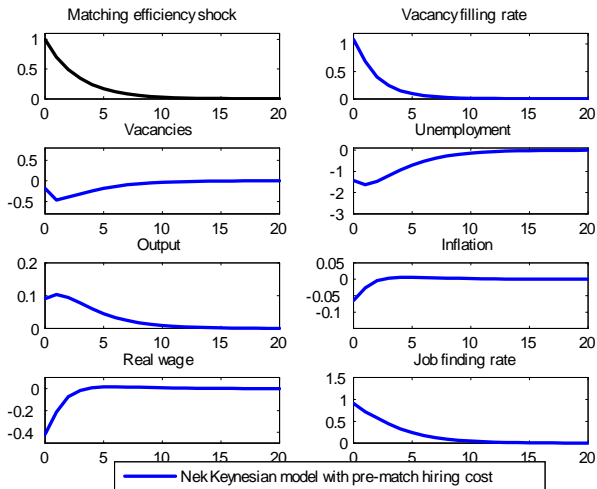 Matching efficiency shock
1
0.5
0
0 5 10 15 20
Vacancy filling rate
1
0.5
0
0 5 10 15 20
Vacancies
0.5
0
-0.5
0 5 10 15 20
Unemployment
0
-1
-2
-3
0 5 10 15 20
Output
0.2
0.1
0
0 5 10 15 20
Inflation
0.05
0
-0.05
-0.1
0 5 10 15 20
Real wage
0
-0.2
-0.4
0 5 10 15 20
Job finding rate
1.5
1
0.5
0
0 5 10 15 20
Nek Keynesian model with pre-match hiring cost